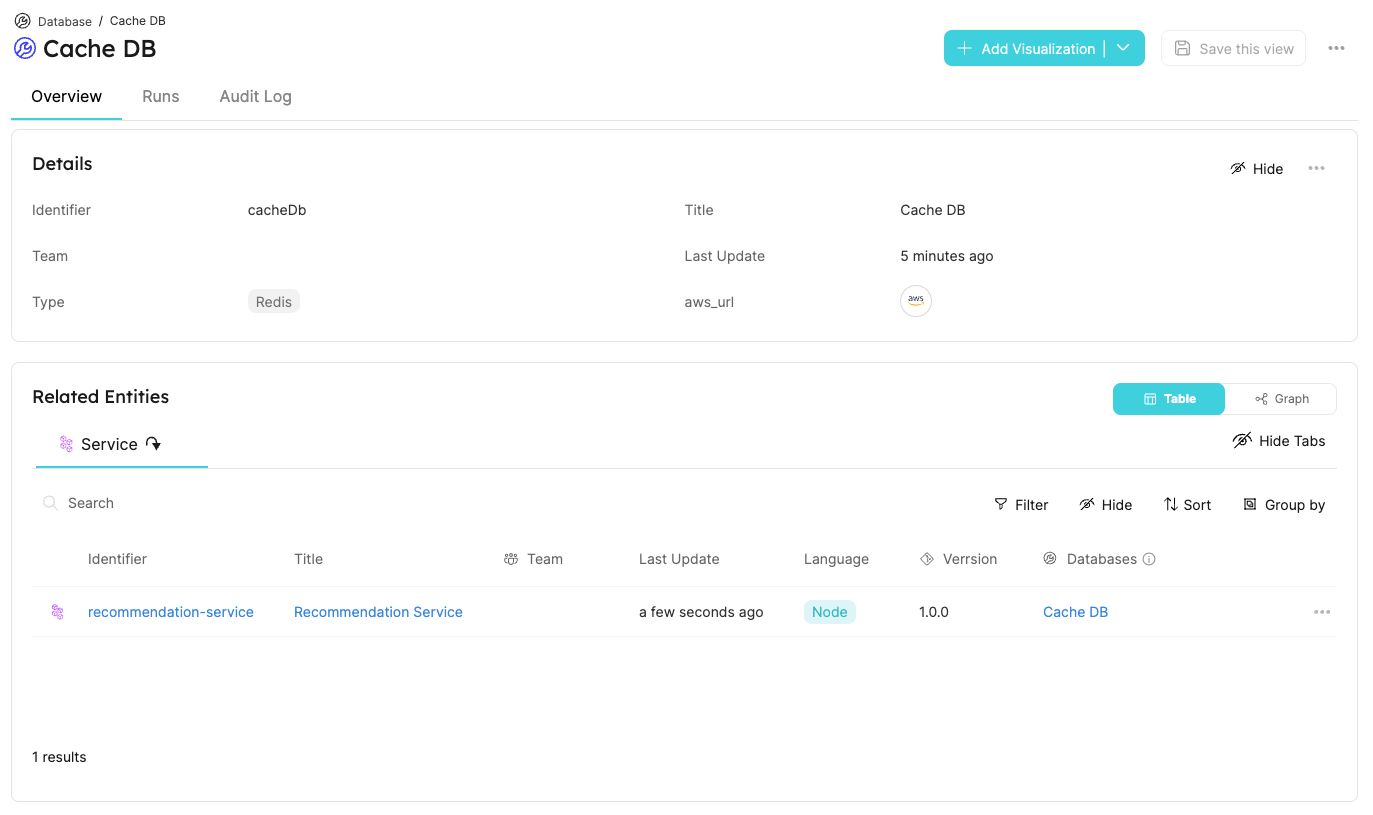 Database / Cache DB
Cache DB
Add Visualization
Save this view
Overview Runs Audit Log
Details
Hide
Identifier cacheDb Title Cache DB
Team Last Update 5 minutes ago
Type Redis aws_url aws
Related Entities
Table Graph
Service
Hide Tabs
Search
Filter Hide Sort Group by
Identifier Title Team Last Update Language Verrsion Databases
recommendation-service Recommendation Service a few seconds ago Node 1.0.0 Cache DB
1 results